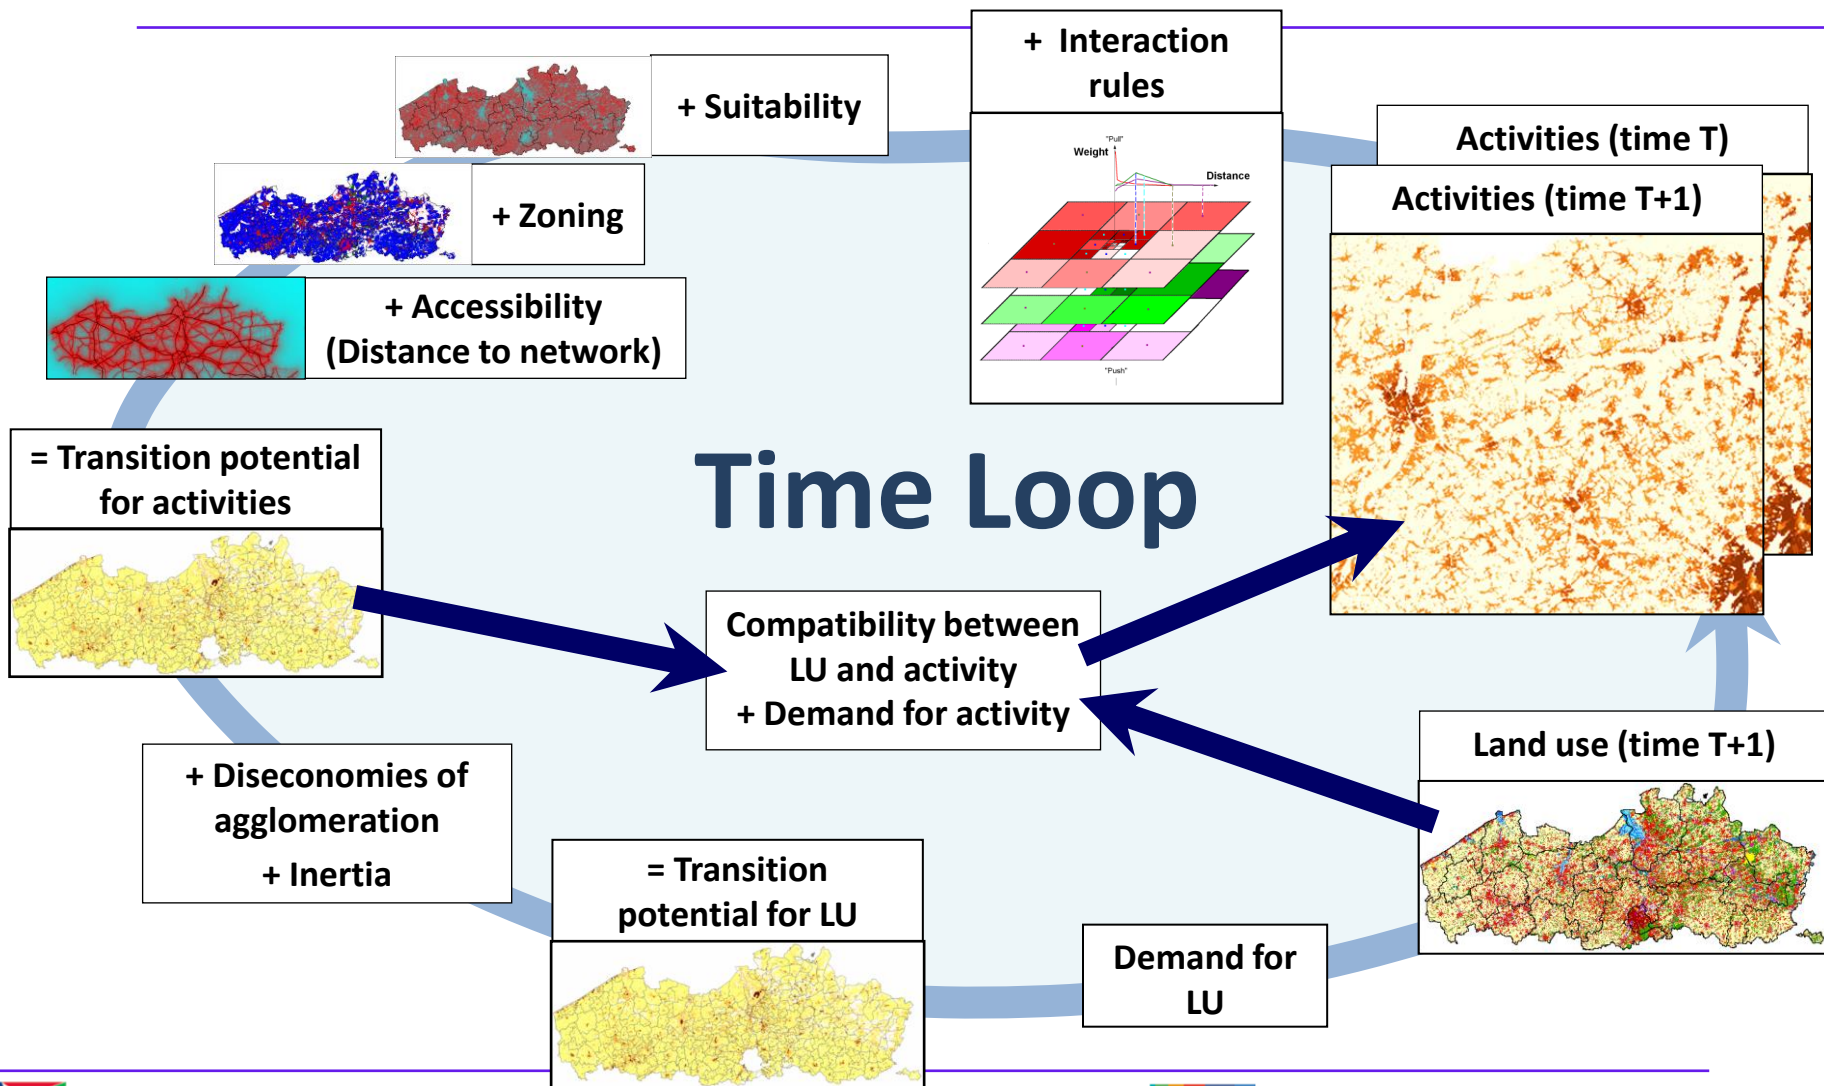 + Interaction
rules
"Pull"
Weight
Distance
"Push"
+ Suitability
+ Zoning
+ Accessibility
(Distance to network)
= Transition potential
for activities
Time Loop
Activities (time T)
Activities (time T+1)
Compatibility between
LU and activity
+ Demand for activity
Land use (time T+1)
+ Diseconomies of
agglomeration
+ Inertia
= Transition
potential for LU
Demand for
LU